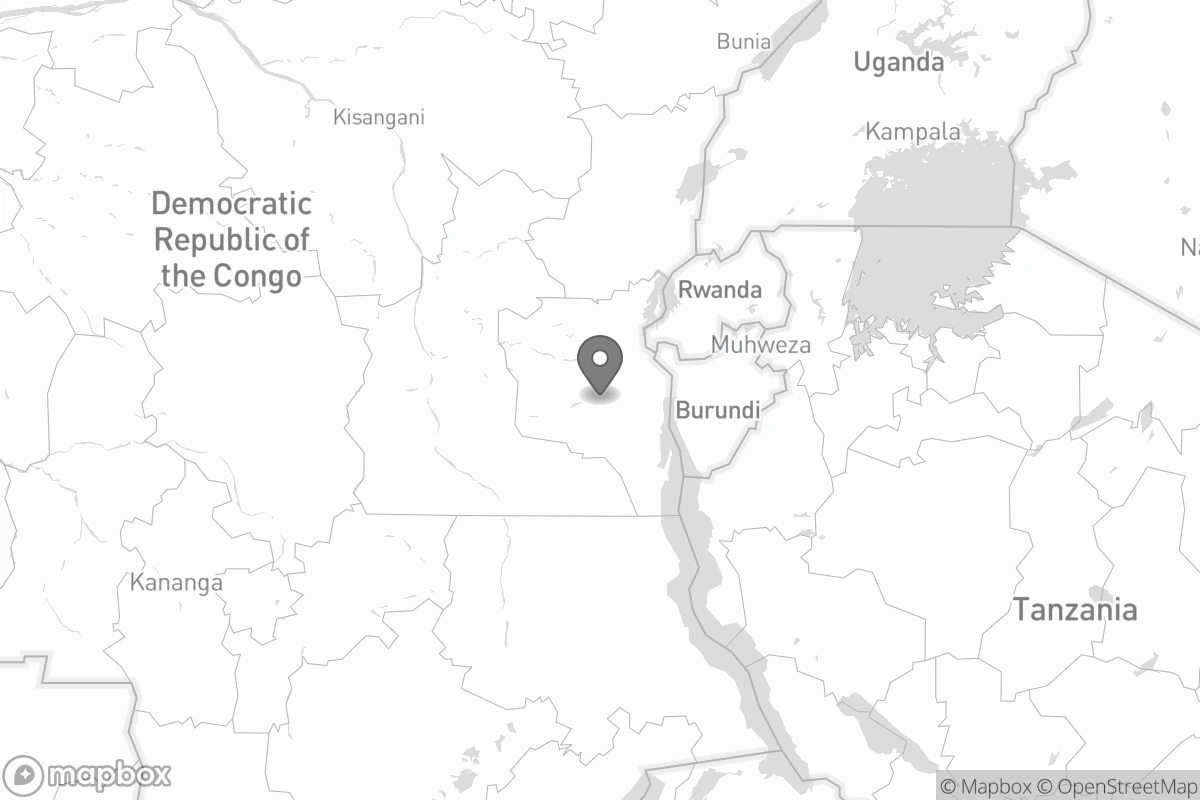 Bunia
Uganda
Kisangani
Kampala
Democratic
Republic of
the Congo
Na
Rwanda
Muhweza
Burundi
Kananga
Tanzania
mapbox
© Mapbox © OpenStreetMap